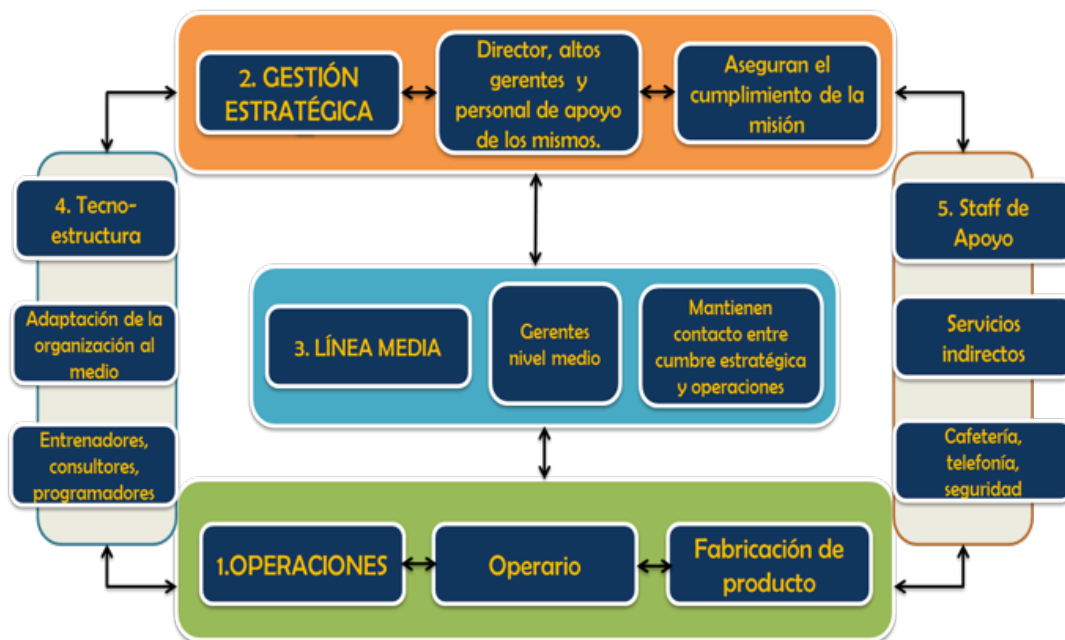 2. GESTIÓN
ESTRATÉGICA
Director, altos
gerentes y
personal de apoyo
de los mismos.
Aseguran el
cumplimiento de la
misión
4. Tecno-
estructura
Adaptación de la
organización al
medio
Entrenadores,
consultores,
programadores
3. LÍNEA MEDIA
Gerentes
nivel medio
Mantienen
contacto entre
cumbre estratégica
y operaciones
5. Staff de
Apoyo
Servicios
indirectos
Cafetería,
telefonía,
seguridad
1.OPERACIONES
Operario
Fabricación de
producto